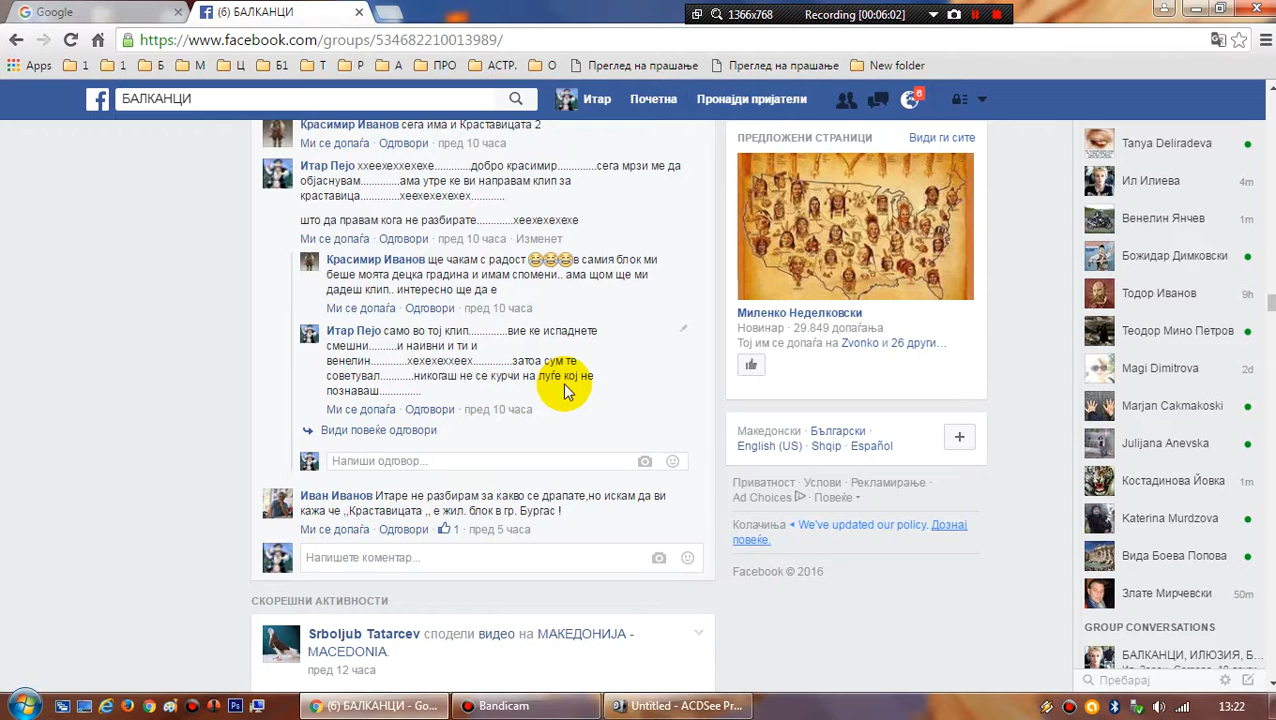 Google
(6) БАЛКАНЦИ
1366x768
Recording [00:06:02]
https://www.facebook.com/groups/534682210013989/
Apps
1
1
Б
М
Ц
Б1
Т
Р
А
ПРО
АСТР.
О
Преглед на прашање
Преглед на прашање
New folder
БАЛКАНЦИ
Итар
Почетна
Пронајди пријатели
8
Красимир Иванов сега има и Краставицата 2
Ми се допаѓа · Одговори · пред 10 часа
Итар Пејо ххеехехехехе............добро красимир.............сега мрзи ме да
објаснувам.............ама утре ке ви направам клип за
краставица.............хеехехехехех...........
што да правам кога не разбирате............хеехехехехе
Ми се допаѓа · Одговори · пред 10 часа · Изменет
Красимир Иванов ще чакам с радост в самия блок ми
беше моята децка градина и имам спомени.. ама щом ще ми
дадеш клип.. интересно ще да е
Ми се допаѓа · Одговори · пред 10 часа
Итар Пејо само во тој клип.............вие ке испаднете
смешни.........и наивни и ти и
венелин.............хехехехxеех.............затоа сум те
советувал...........никогаш не се курчи на луѓе кој не
познаваш..............
Ми се допаѓа · Одговори · пред 10 часа
Види повеќе одговори
Напиши одговор...
Иван Иванов Итаре не разбирам за какво се драпате,но искам да ви
кажа че ,,Краставицата ,, е жил. блок в гр. Бургас !
Ми се допаѓа · Одговори · 1 · пред 5 часа
Напишете коментар...
СКОРЕШНИ АКТИВНОСТИ
Srboljub Tatarcev сподели видео на МАКЕДОНИЈА -
MACEDONIA.
пред 12 часа
ПРЕДЛОЖЕНИ СТРАНИЦИ
Види ги сите
Миленко Неделковски
Новинар · 29.849 допаѓања
Тој им се допаѓа на Zvonko и 26 други...
Македонски · Български ·
English (US) · Shqip · Español
Приватност · Услови · Рекламирање ·
Ad Choices · Повеќе
Колачиња We've updated our policy. Дознај
повеќе.
Facebook © 2016
Tanya Deliradeva
Ил Илиева 4m
Венелин Янчев 1m
Божидар Димковски
Тодор Иванов 9h
Теодор Мино Петров
Magi Dimitrova 2d
Marjan Cakmakoski
Julijana Anevska
Костадинова Йовка 1m
Katerina Murdzova
Вида Боева Попова
Злате Мирчевски 50m
GROUP CONVERSATIONS
БАЛКАНЦИ, ИЛЮЗИЯ, Б...
Пребарај
(6) БАЛКАНЦИ - Go...
Bandicam
Untitled - ACDSee Pr...
13:22